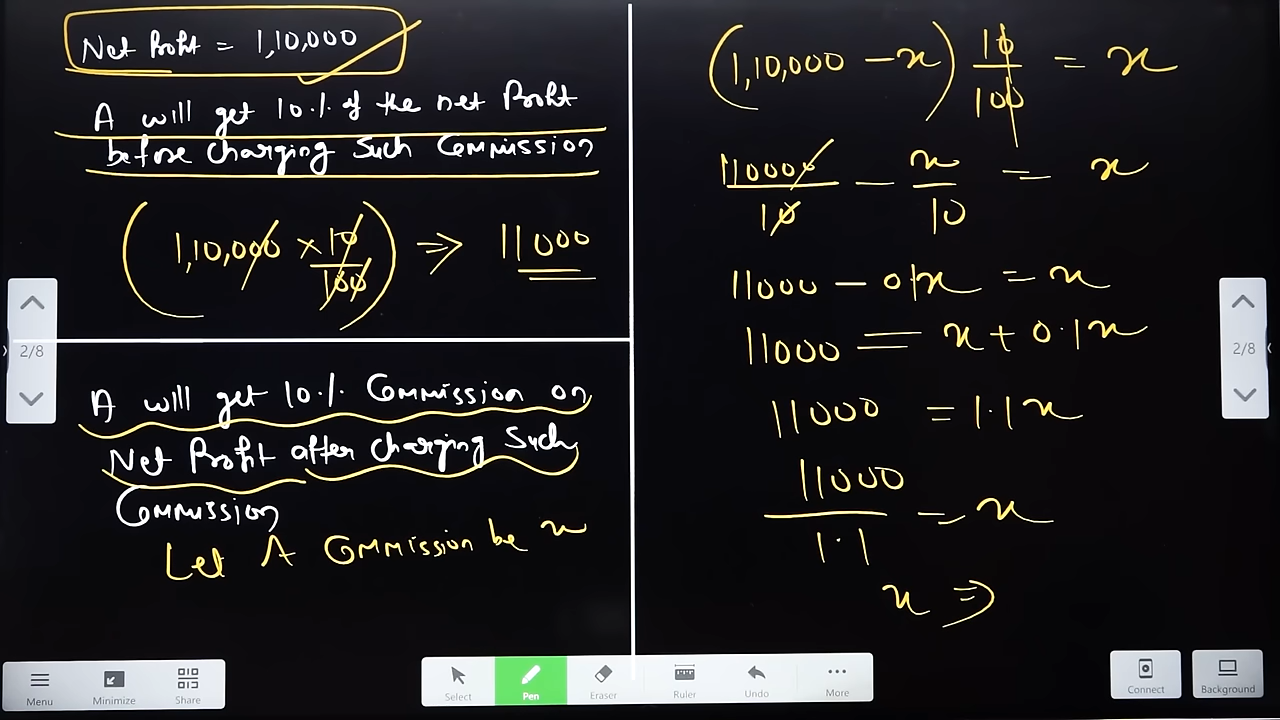 Net Profit = 1,10,000
A will get 10% of the net Profit
before charging Such Commission
(1,10,000 × 10/100) ⇒ 11000
A will get 10% Commission on
Net Profit after charging Such
Commission
Let A Commission be x
(1,10,000 - x) 10/100 = x
110000/10 - x/10 = x
11000 - 0.1x = x
11000 = x + 0.1x
11000 = 1.1x
11000/1.1 = x
x ⇒
2/8
2/8
Menu
Minimize
Share
Select
Pen
Eraser
Ruler
Undo
More
Connect
Background